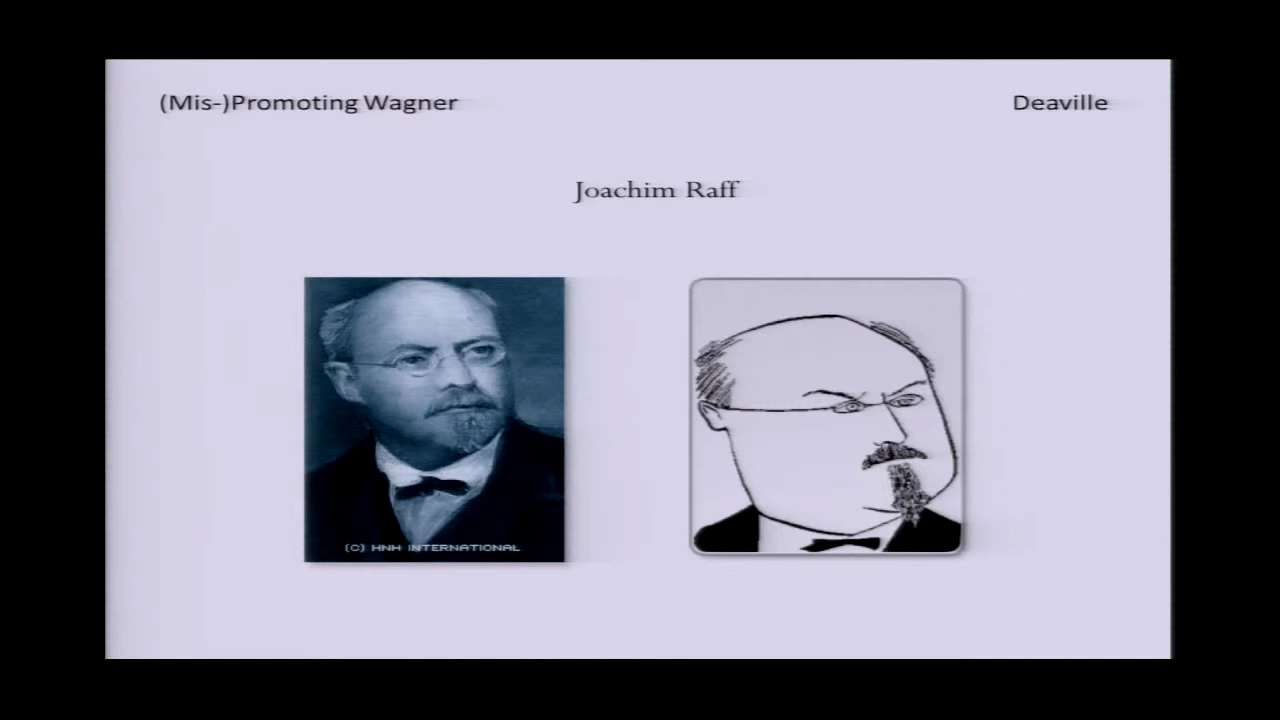 (Mis-)Promoting Wagner
Deaville
Joachim Raff
(C) HNH INTERNATIONAL